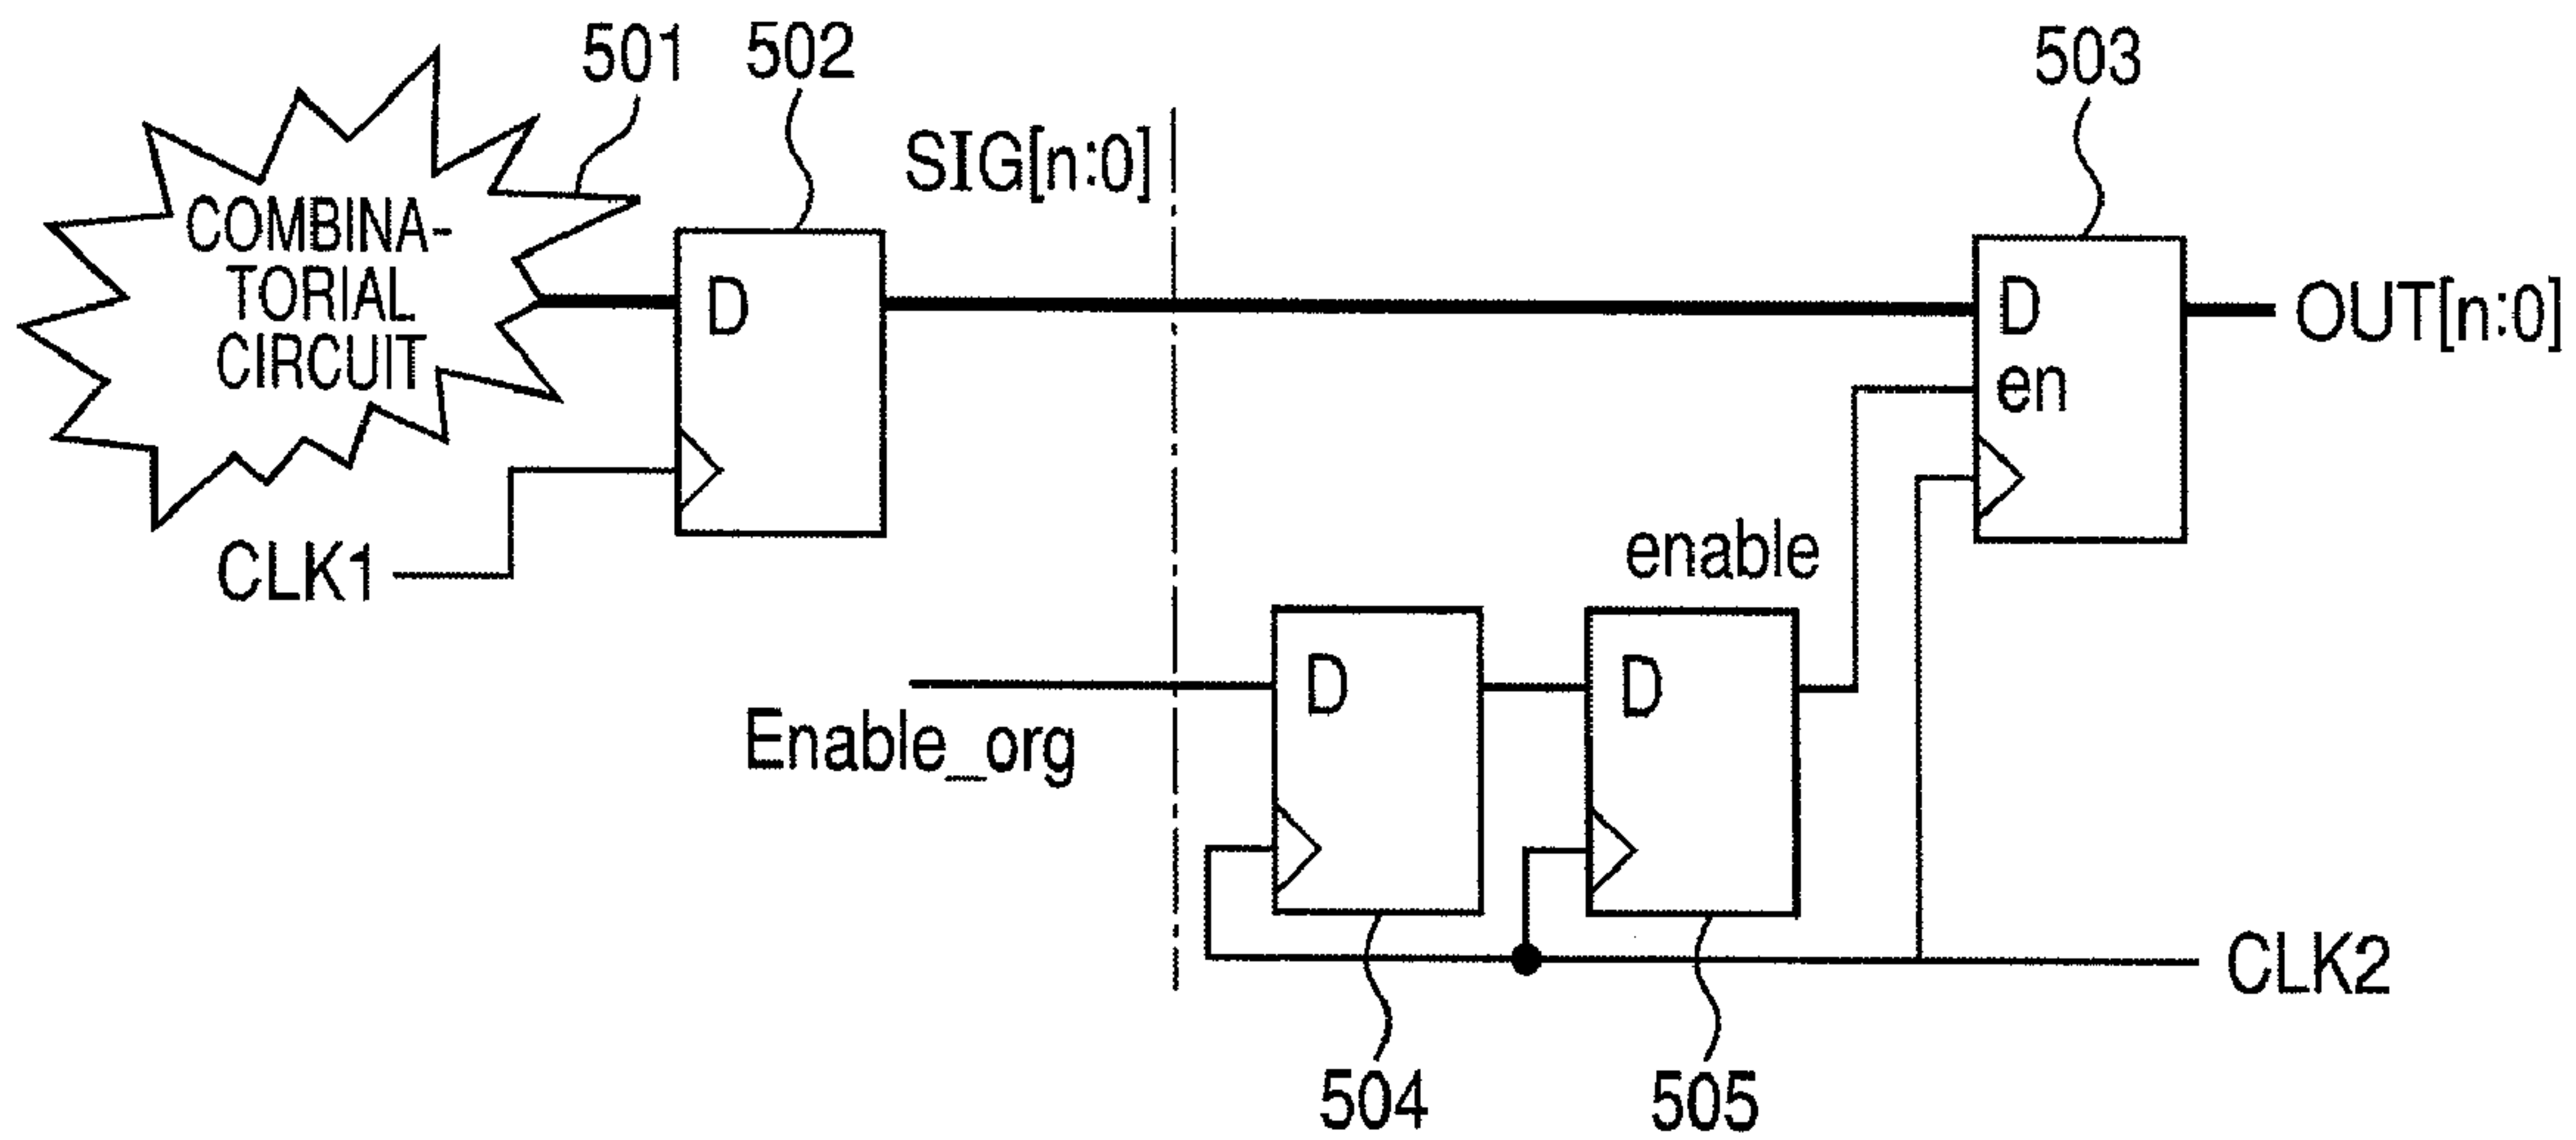 501
502
503
SIG[n:0]
COMBINA-
TORIAL
CIRCUIT
D
D
en
OUT[n:0]
CLK1
enable
D
D
Enable_org
CLK2
504
505